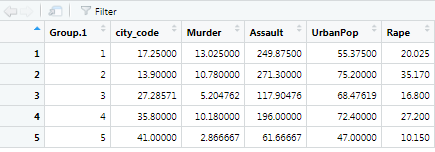 Filter
Group.1 city_code Murder Assault UrbanPop Rape
1 1 17.25000 13.025000 249.87500 55.37500 20.025
2 2 13.90000 10.780000 271.30000 75.20000 35.170
3 3 27.28571 5.204762 117.90476 68.47619 16.800
4 4 35.80000 10.180000 196.00000 72.40000 27.200
5 5 41.00000 2.866667 61.66667 47.00000 10.150